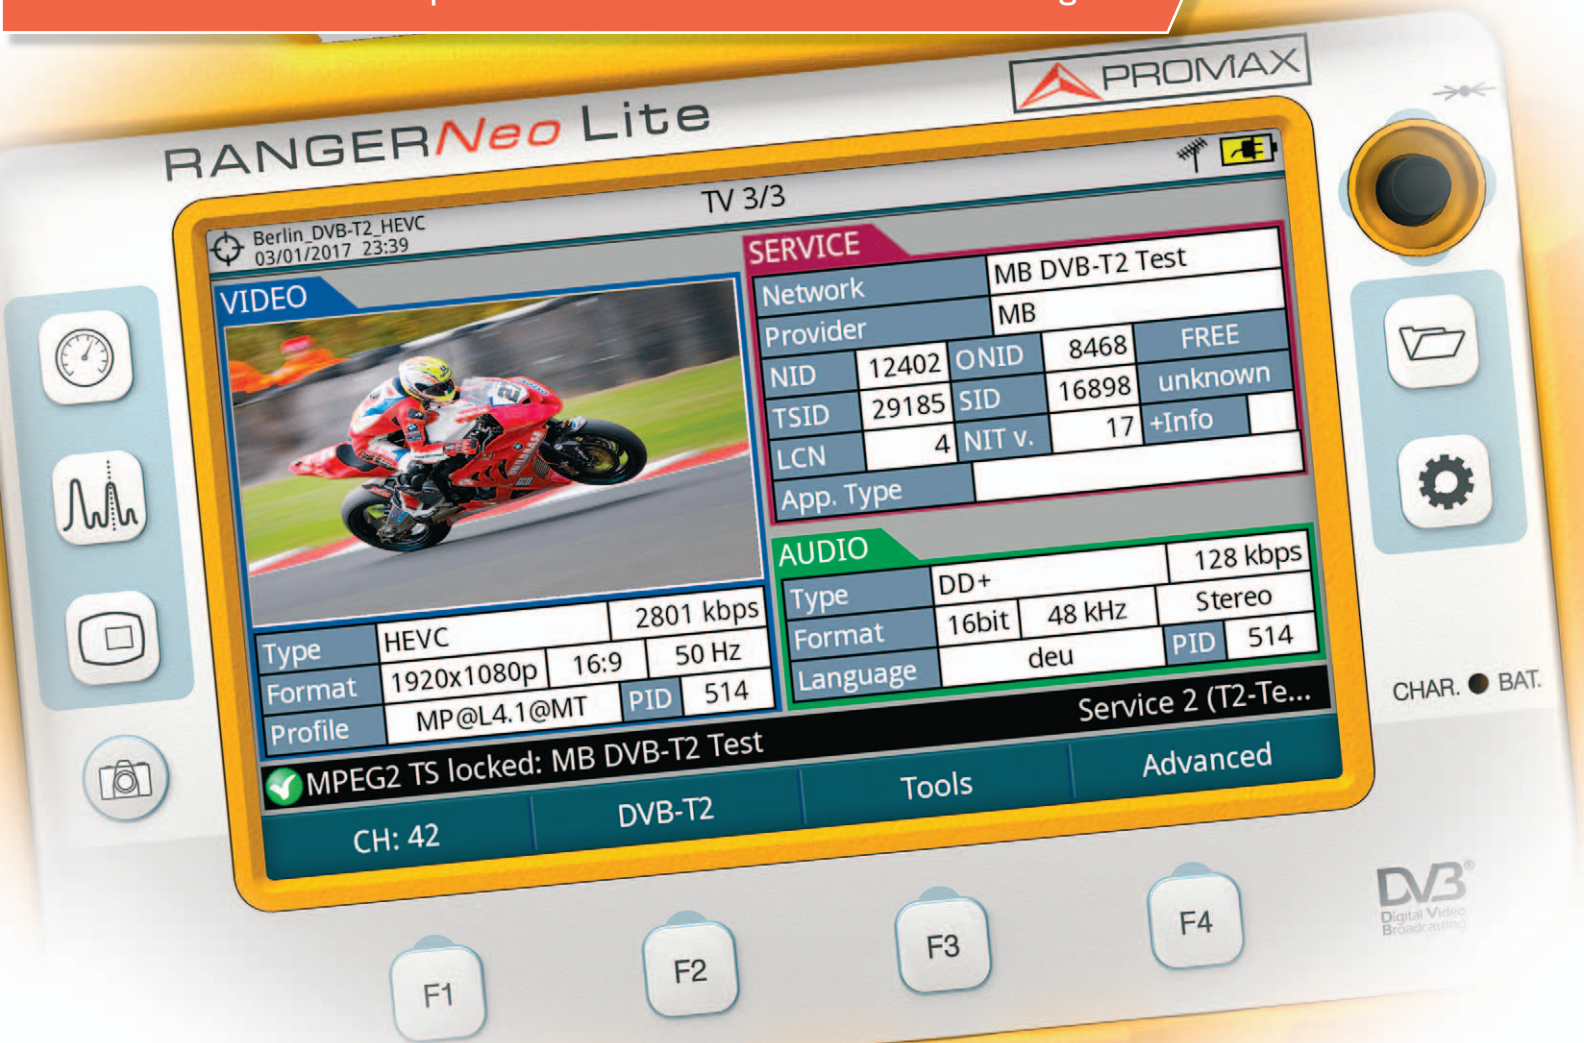 RANGERNeo Lite
PROMAX
Berlin_DVB-T2_HEVC
03/01/2017 23:39
TV 3/3
VIDEO
Type HEVC 2801 kbps
Format 1920x1080p 16:9 50 Hz
Profile MP@L4.1@MT PID 514
SERVICE
Network MB DVB-T2 Test
Provider MB
NID 12402 ONID 8468 FREE
TSID 29185 SID 16898 unknown
LCN 4 NIT v. 17 +Info
App. Type
AUDIO
Type DD+ 128 kbps
Format 16bit 48 kHz Stereo
Language deu PID 514
MPEG2 TS locked: MB DVB-T2 Test Service 2 (T2-Te...
CH: 42 DVB-T2 Tools Advanced
CHAR. BAT.
F1 F2 F3 F4
DVB®
Digital Video
Broadcasting